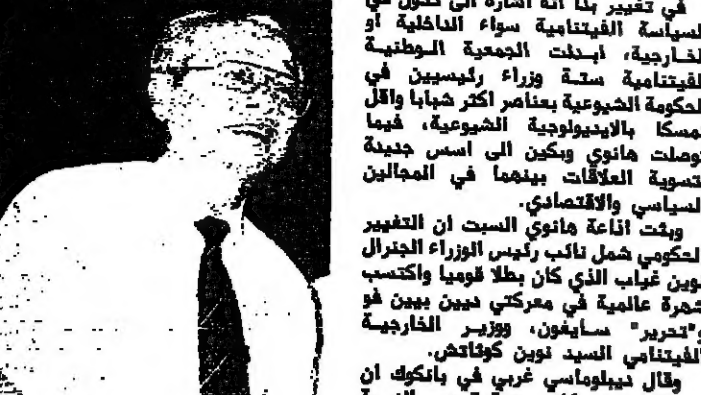 في تغيير بدا انه اشارة الى تحول في
السياسة الفيتنامية سواء الداخلية او
الخارجية، ابدلت الجمعية الوطنية
الفيتنامية ستة وزراء رئيسيين في
الحكومة الشيوعية بعناصر اكثر شبابا واقل
تمسكا بالايديولوجية الشيوعية، فيما
توصلت هانوي وبكين الى اسس جديدة
لتسوية العلاقات بينهما في المجالين
السياسي والاقتصادي.
وبثت اذاعة هانوي السبت ان التغيير
الحكومي شمل نائب رئيس الوزراء الجنرال
نوين غياب الذي كان بطلا قوميا واكتسب
شهرة عالمية في معركتي ديين بيين فو
و"تحرير" سايغون، ووزير الخارجية
الفيتنامي السيد نوين كوتاتش.
وقال ديبلوماسي غربي في بانكوك ان